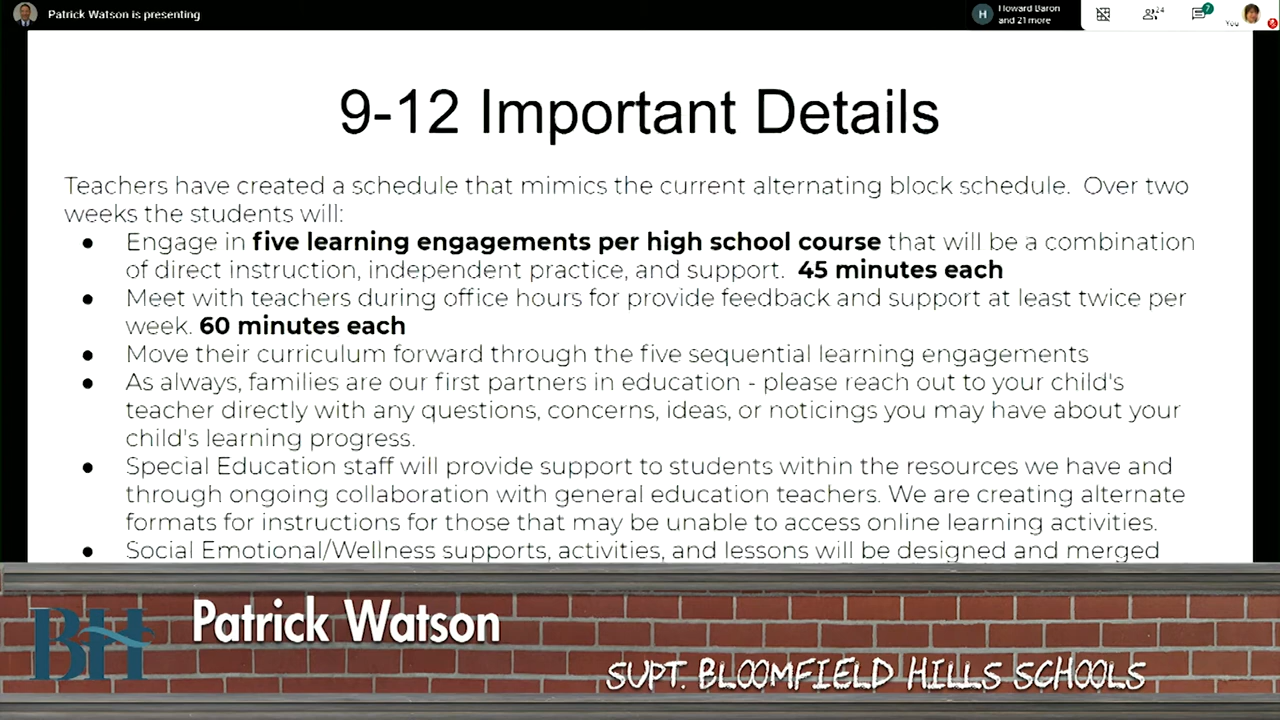 Patrick Watson is presenting
H
Howard Baron
and 21 more
24
7
You
9-12 Important Details
Teachers have created a schedule that mimics the current alternating block schedule. Over two
weeks the students will:
● Engage in five learning engagements per high school course that will be a combination
of direct instruction, independent practice, and support. 45 minutes each
● Meet with teachers during office hours for provide feedback and support at least twice per
week. 60 minutes each
● Move their curriculum forward through the five sequential learning engagements
● As always, families are our first partners in education - please reach out to your child's
teacher directly with any questions, concerns, ideas, or noticings you may have about your
child's learning progress.
● Special Education staff will provide support to students within the resources we have and
through ongoing collaboration with general education teachers. We are creating alternate
formats for instructions for those that may be unable to access online learning activities.
● Social Emotional/Wellness supports, activities, and lessons will be designed and merged
BH
Patrick Watson
SUPT. BLOOMFIELD HILLS SCHOOLS